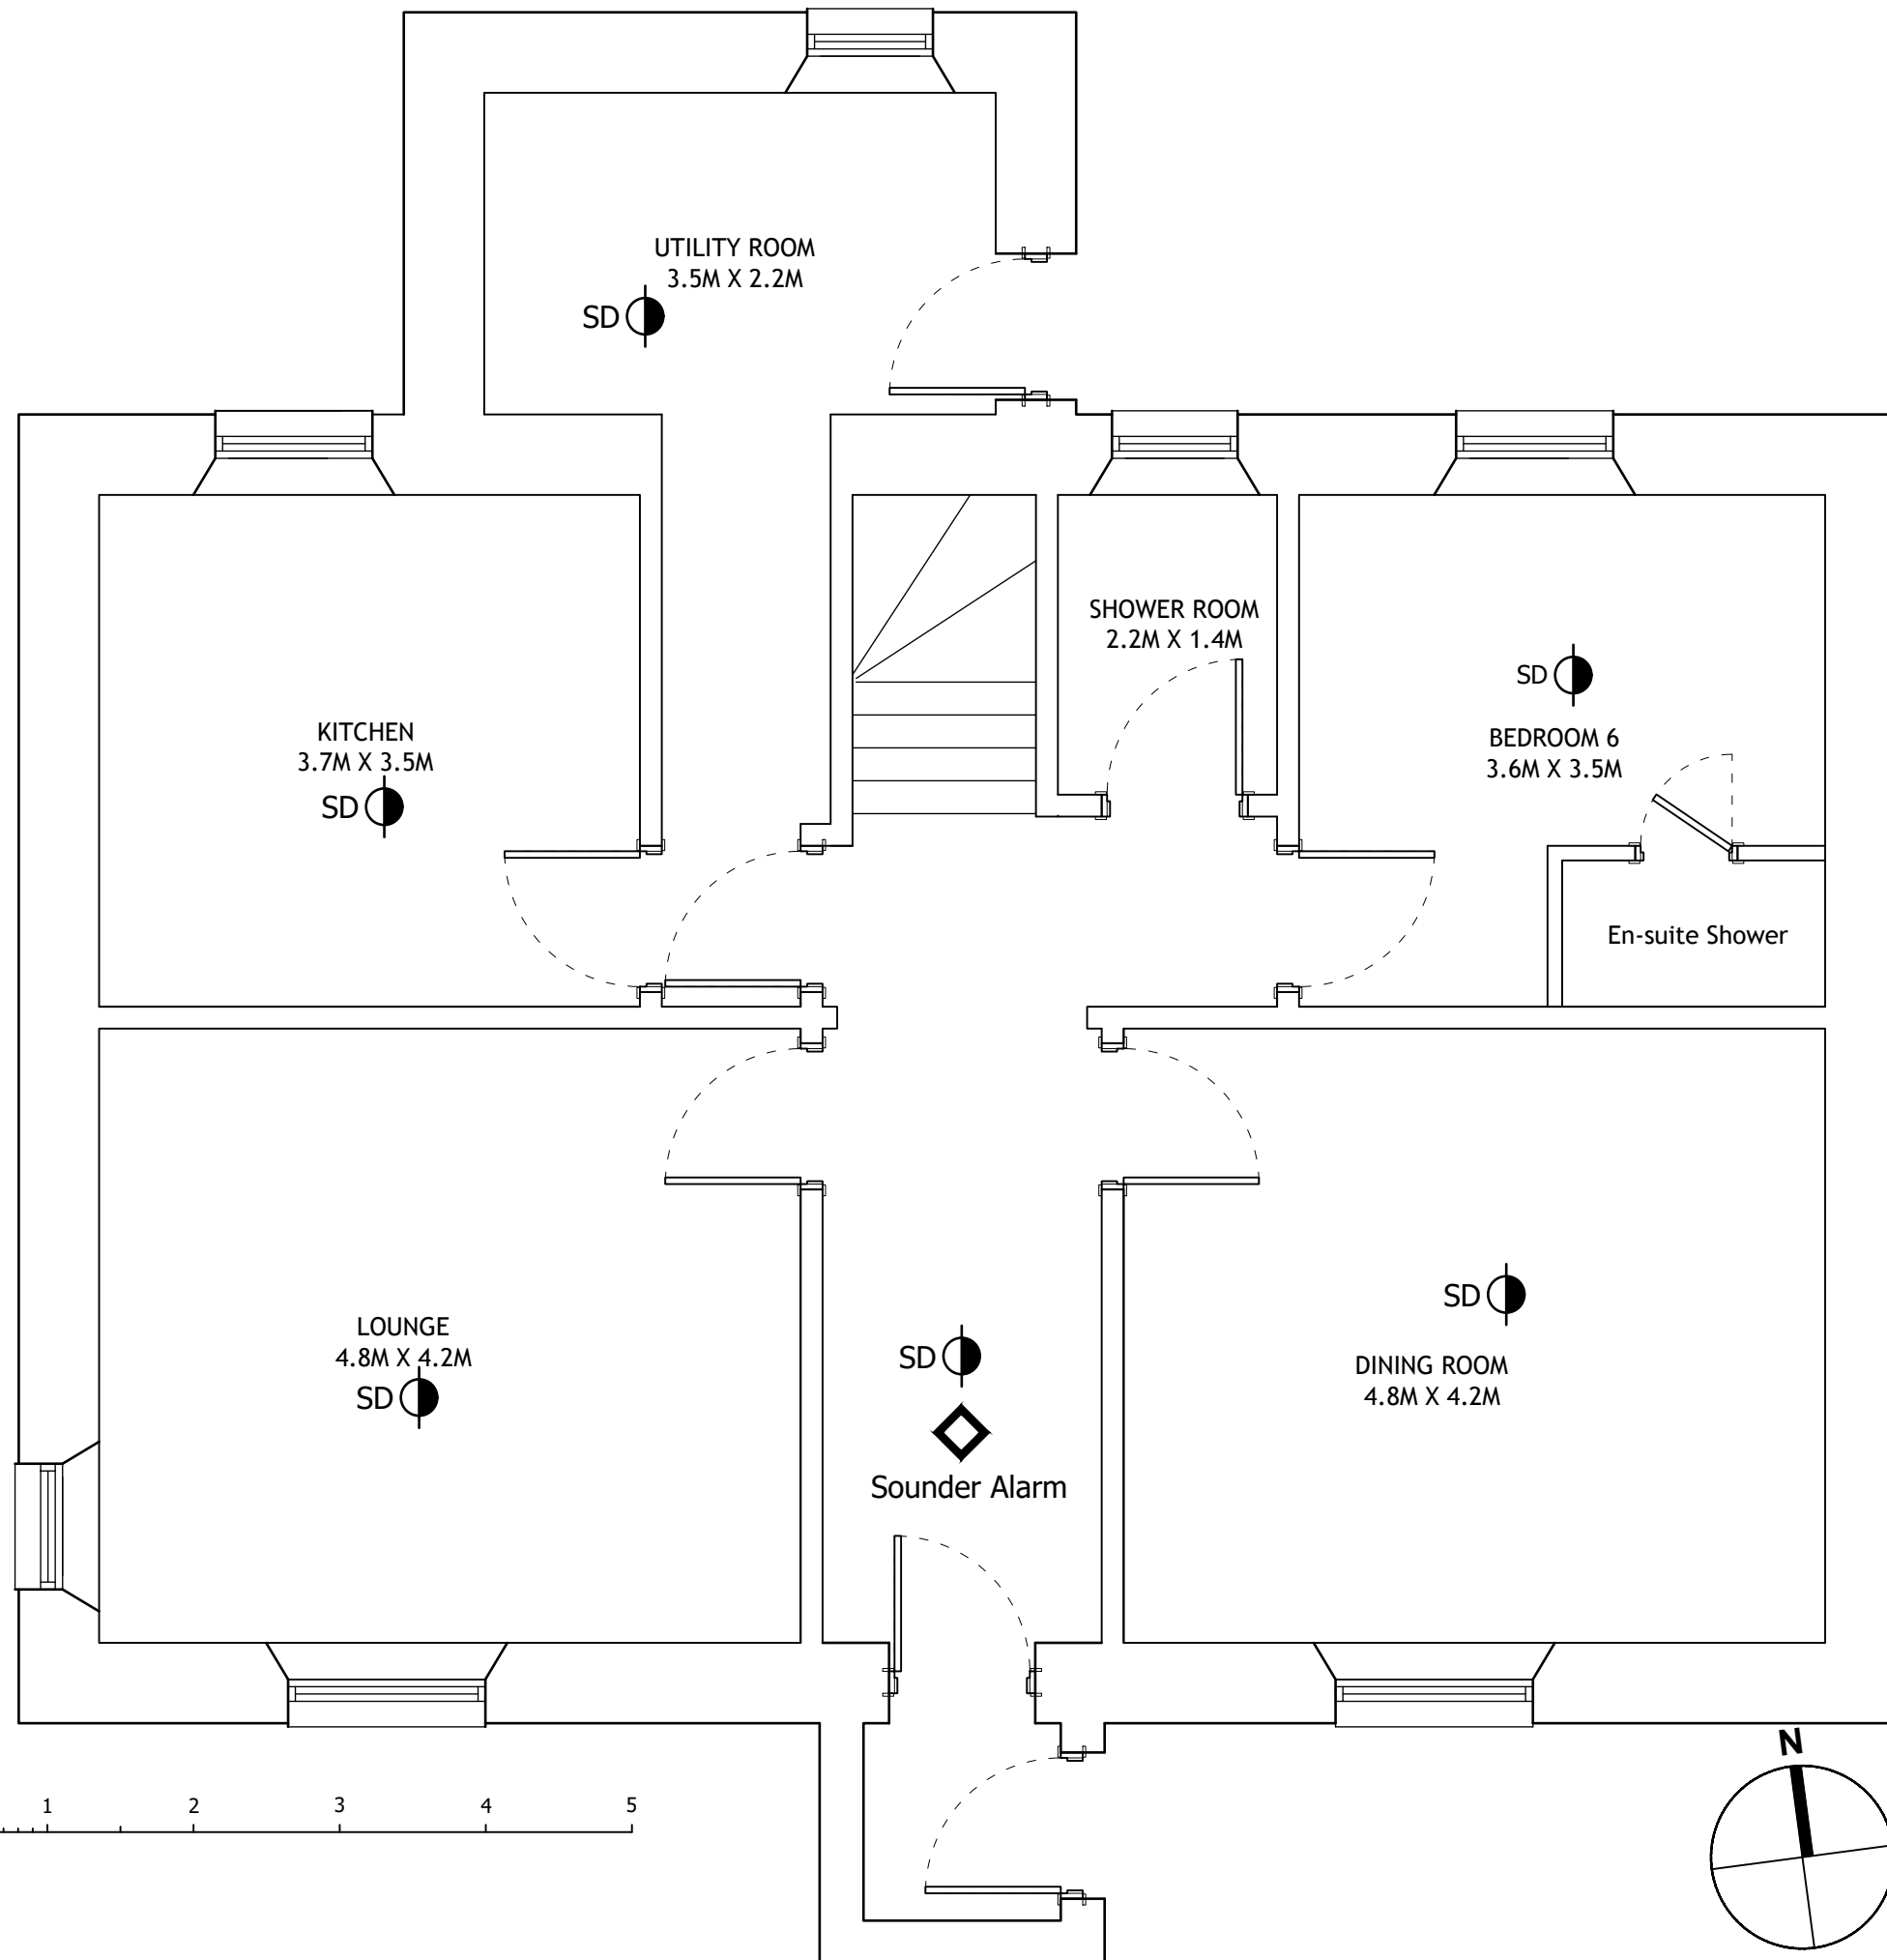 UTILITY ROOM
3.5M X 2.2M
SD
SHOWER ROOM
2.2M X 1.4M
SD
KITCHEN
3.7M X 3.5M
SD
BEDROOM 6
3.6M X 3.5M
En-suite Shower
SD
LOUNGE
4.8M X 4.2M
SD
SD
DINING ROOM
4.8M X 4.2M
Sounder Alarm
N
1 2 3 4 5